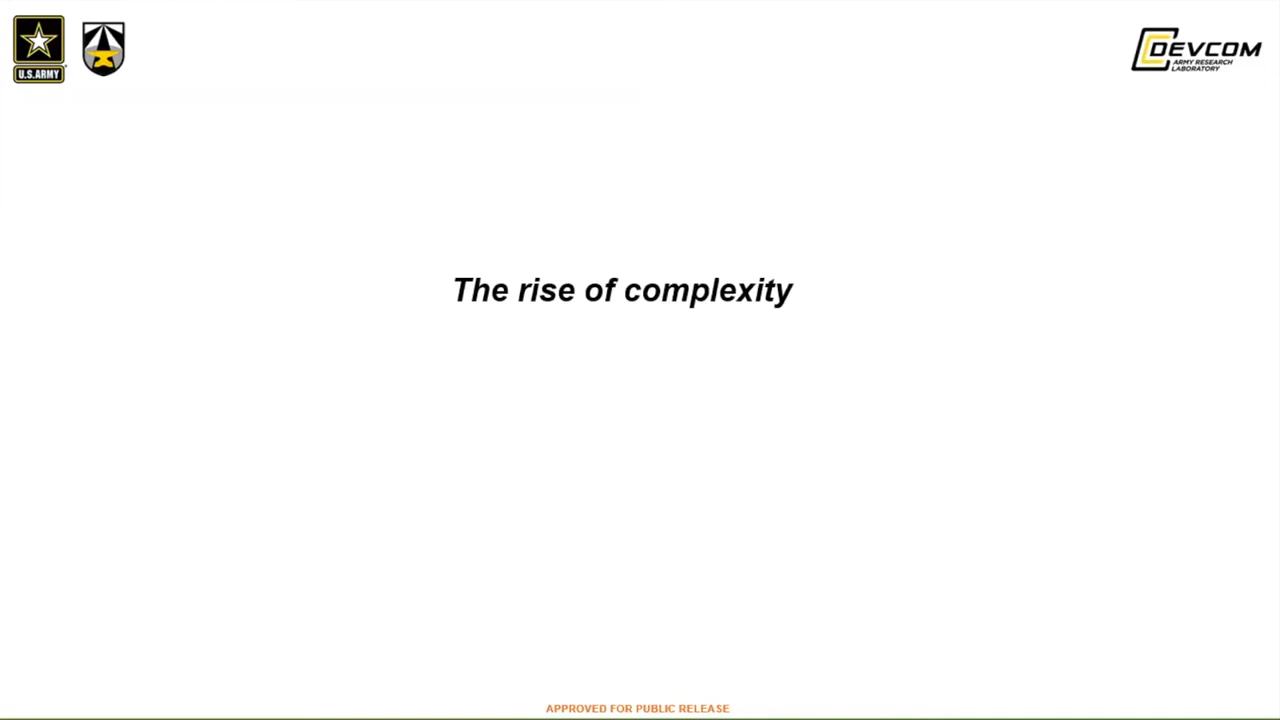 U.S.ARMY
DEVCOM
ARMY RESEARCH
LABORATORY
The rise of complexity
APPROVED FOR PUBLIC RELEASE